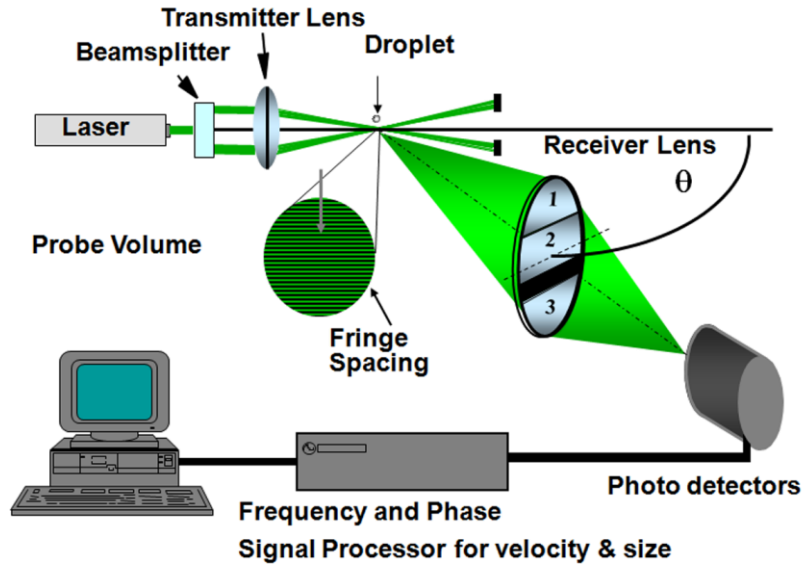 Transmitter Lens
Beamsplitter
Droplet
Laser
Receiver Lens
θ
1
2
3
Probe Volume
Fringe
Spacing
Photo detectors
Frequency and Phase
Signal Processor for velocity & size